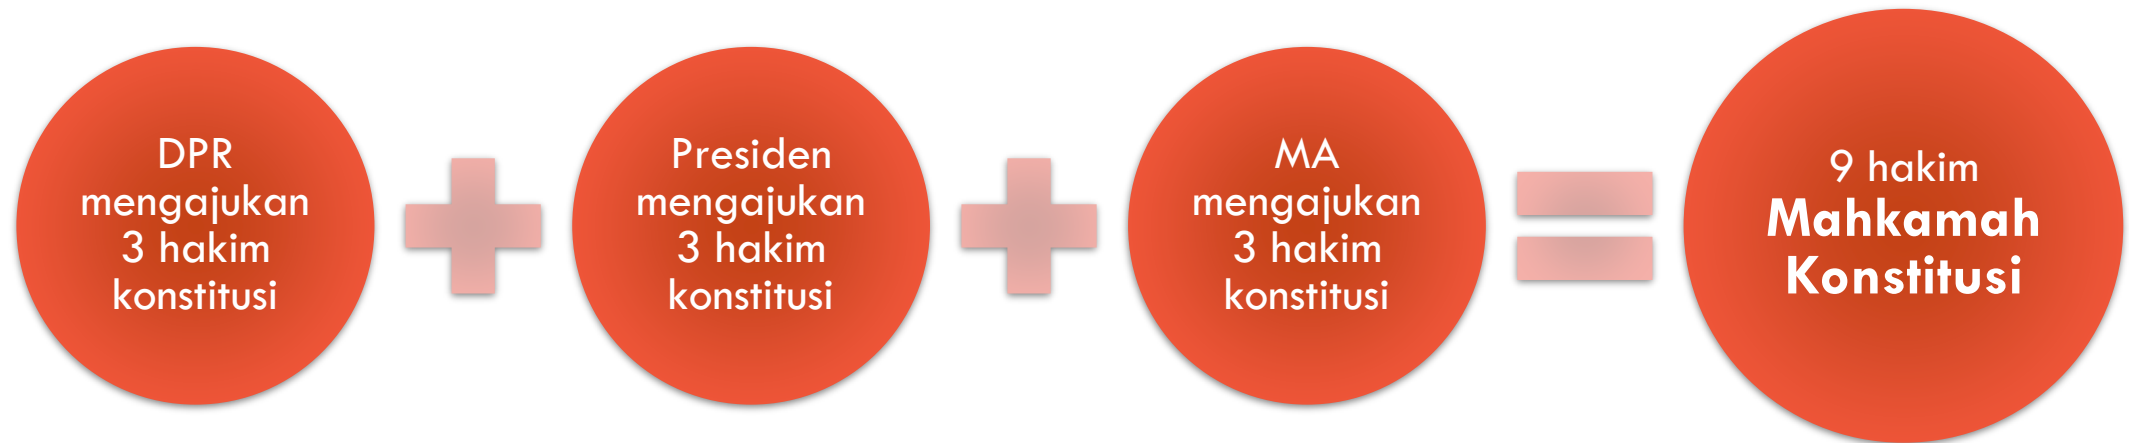 DPR
mengajukan
3 hakim
konstitusi
Presiden
mengajukan
3 hakim
konstitusi
MA
mengajukan
3 hakim
konstitusi
9 hakim
Mahkamah
Konstitusi